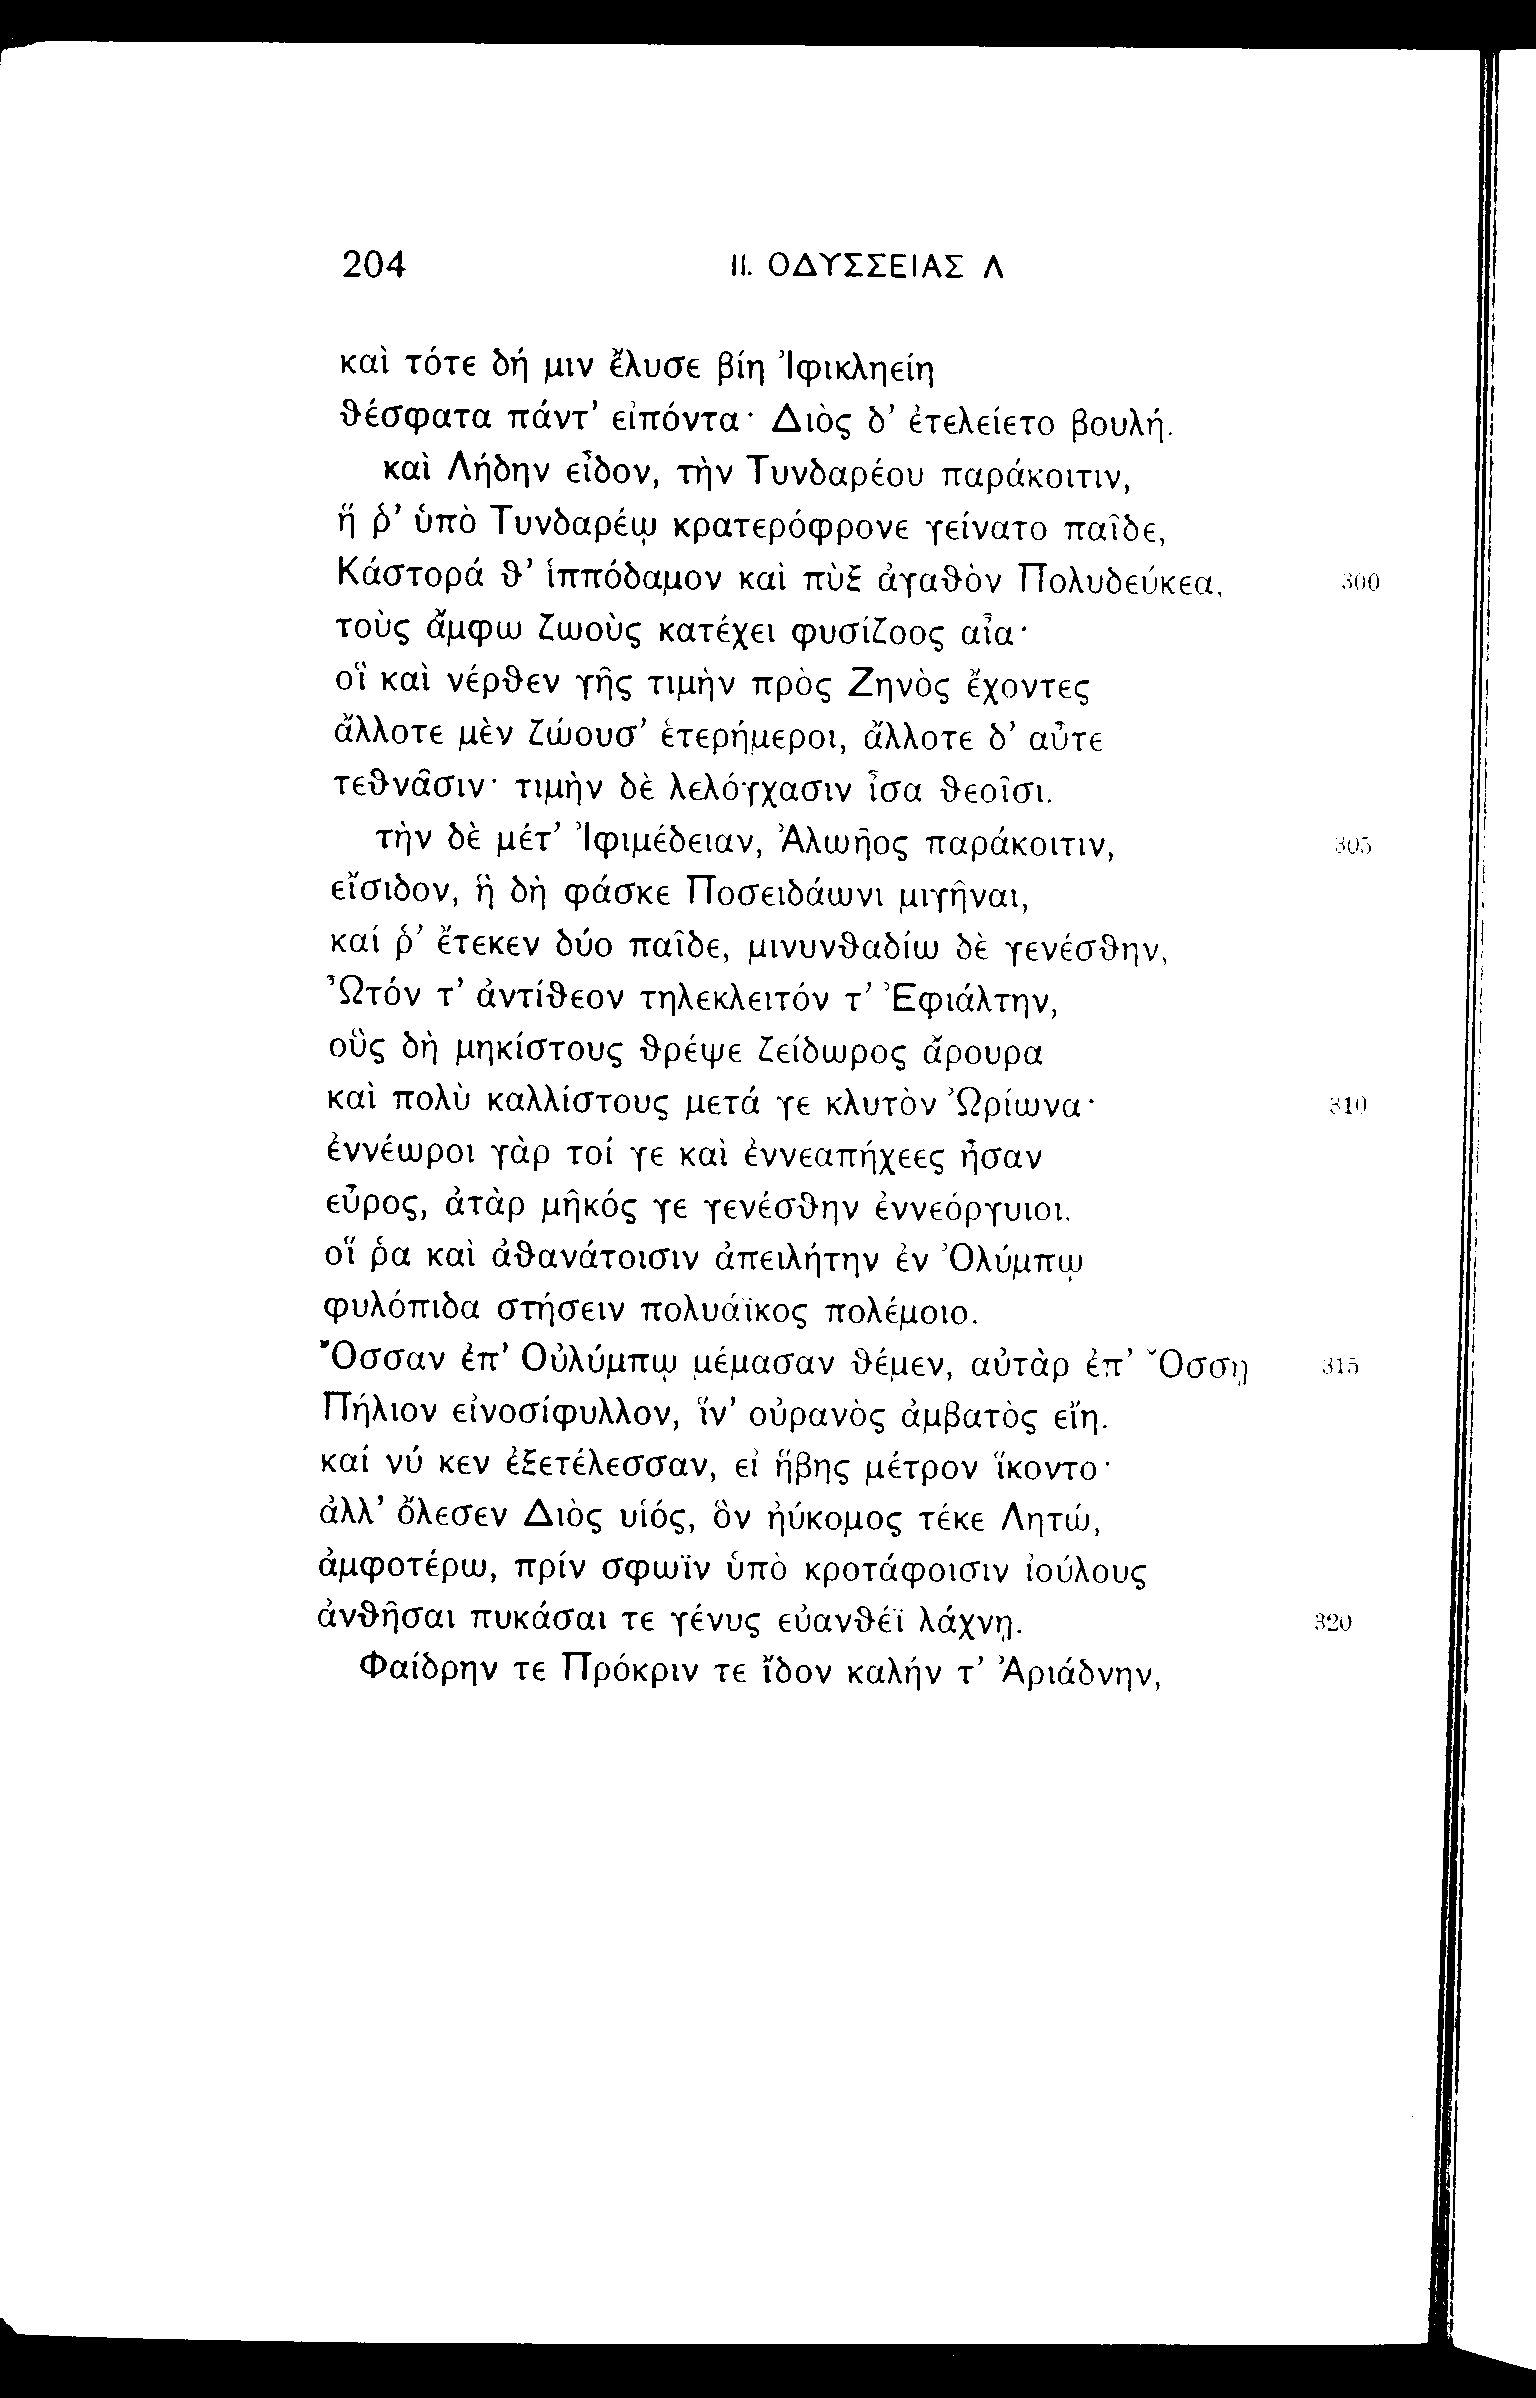 204 II. ΟΔΥΣΣΕΙΑΣ Λ
καὶ τότε δή μιν ἔλυσε βίη Ἰφικληείη
θέσφατα πάντ’ εἰπόντα· Διὸς δ’ ἐτελείετο βουλή.
καὶ Λήδην εἶδον, τὴν Τυνδαρέου παράκοιτιν,
ἥ ῥ’ ὑπὸ Τυνδαρέῳ κρατερόφρονε γείνατο παῖδε,
Κάστορά θ’ ἱππόδαμον καὶ πὺξ ἀγαθὸν Πολυδεύκεα, 300
τοὺς ἄμφω ζωοὺς κατέχει φυσίζοος αἶα·
οἳ καὶ νέρθεν γῆς τιμὴν πρὸς Ζηνὸς ἔχοντες
ἄλλοτε μὲν ζώουσ’ ἑτερήμεροι, ἄλλοτε δ’ αὖτε
τεθνᾶσιν· τιμὴν δὲ λελόγχασιν ἶσα θεοῖσι.
τὴν δὲ μέτ’ Ἰφιμέδειαν, Ἀλωῆος παράκοιτιν, 305
εἴσιδον, ἣ δὴ φάσκε Ποσειδάωνι μιγῆναι,
καί ῥ’ ἔτεκεν δύο παῖδε, μινυνθαδίω δὲ γενέσθην,
Ὦτόν τ’ ἀντίθεον τηλεκλειτόν τ’ Ἐφιάλτην,
οὓς δὴ μηκίστους θρέψε ζείδωρος ἄρουρα
καὶ πολὺ καλλίστους μετά γε κλυτὸν Ὠρίωνα· 310
ἐννέωροι γὰρ τοί γε καὶ ἐννεαπήχεες ἦσαν
εὖρος, ἀτὰρ μῆκός γε γενέσθην ἐννεόργυιοι.
οἵ ῥα καὶ ἀθανάτοισιν ἀπειλήτην ἐν Ὀλύμπῳ
φυλόπιδα στήσειν πολυάϊκος πολέμοιο.
Ὄσσαν ἐπ’ Οὐλύμπῳ μέμασαν θέμεν, αὐτὰρ ἐπ’ Ὄσσῃ 315
Πήλιον εἰνοσίφυλλον, ἵν’ οὐρανὸς ἀμβατὸς εἴη.
καί νύ κεν ἐξετέλεσσαν, εἰ ἥβης μέτρον ἵκοντο·
ἀλλ’ ὄλεσεν Διὸς υἱός, ὃν ἠύκομος τέκε Λητώ,
ἀμφοτέρω, πρίν σφωϊν ὑπὸ κροτάφοισιν ἰούλους
ἀνθῆσαι πυκάσαι τε γένυς εὐανθέϊ λάχνῃ. 320
Φαίδρην τε Πρόκριν τε ἴδον καλήν τ’ Ἀριάδνην,